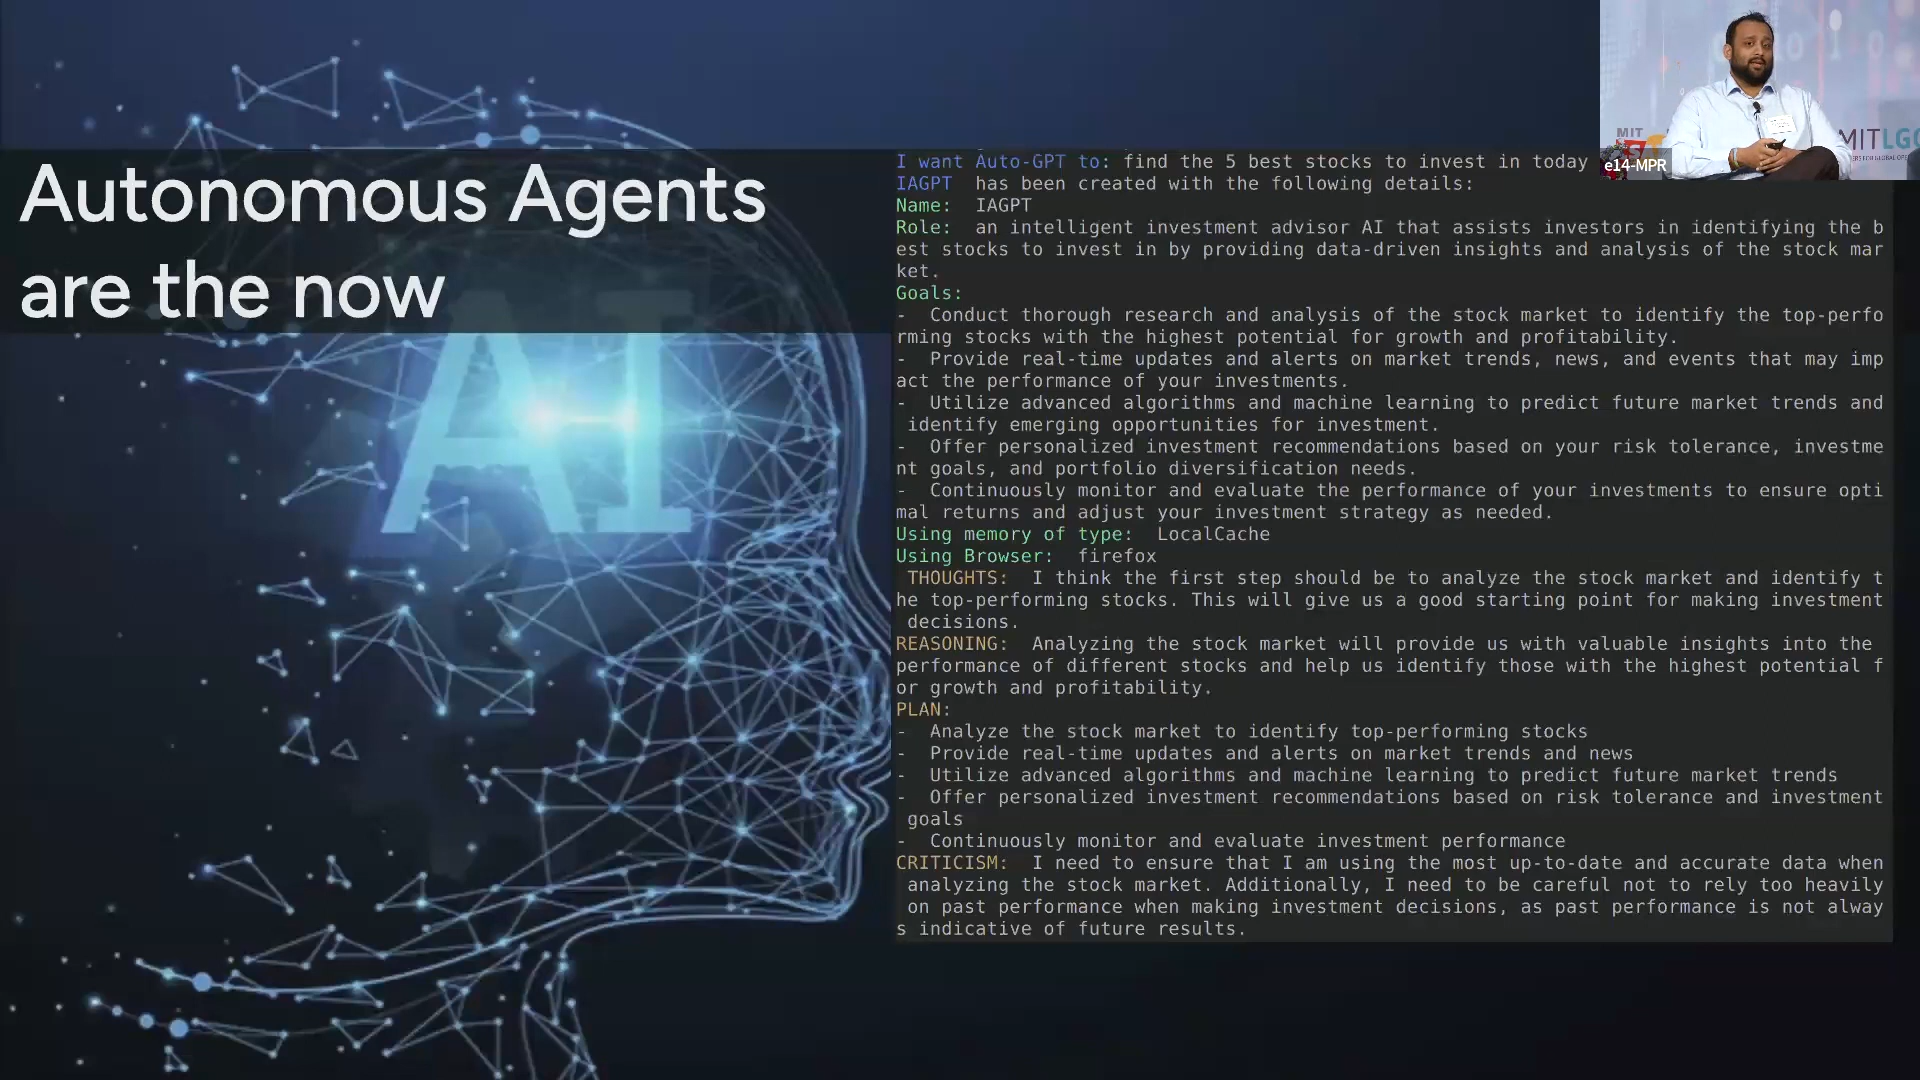 Autonomous Agents
are the now
AI
I want Auto-GPT to: find the 5 best stocks to invest in today
IAGPT  has been created with the following details:
Name:  IAGPT
Role:  an intelligent investment advisor AI that assists investors in identifying the b
est stocks to invest in by providing data-driven insights and analysis of the stock mar
ket.
Goals:
-  Conduct thorough research and analysis of the stock market to identify the top-perfo
rming stocks with the highest potential for growth and profitability.
-  Provide real-time updates and alerts on market trends, news, and events that may imp
act the performance of your investments.
-  Utilize advanced algorithms and machine learning to predict future market trends and
identify emerging opportunities for investment.
-  Offer personalized investment recommendations based on your risk tolerance, investme
nt goals, and portfolio diversification needs.
-  Continuously monitor and evaluate the performance of your investments to ensure opti
mal returns and adjust your investment strategy as needed.
Using memory of type:  LocalCache
Using Browser:  firefox
THOUGHTS:  I think the first step should be to analyze the stock market and identify t
he top-performing stocks. This will give us a good starting point for making investment
decisions.
REASONING:  Analyzing the stock market will provide us with valuable insights into the
performance of different stocks and help us identify those with the highest potential f
or growth and profitability.
PLAN:
-  Analyze the stock market to identify top-performing stocks
-  Provide real-time updates and alerts on market trends and news
-  Utilize advanced algorithms and machine learning to predict future market trends
-  Offer personalized investment recommendations based on risk tolerance and investment
goals
-  Continuously monitor and evaluate investment performance
CRITICISM:  I need to ensure that I am using the most up-to-date and accurate data when
analyzing the stock market. Additionally, I need to be careful not to rely too heavily
on past performance when making investment decisions, as past performance is not alway
s indicative of future results.
MIT
MITLGO
e14-MPR